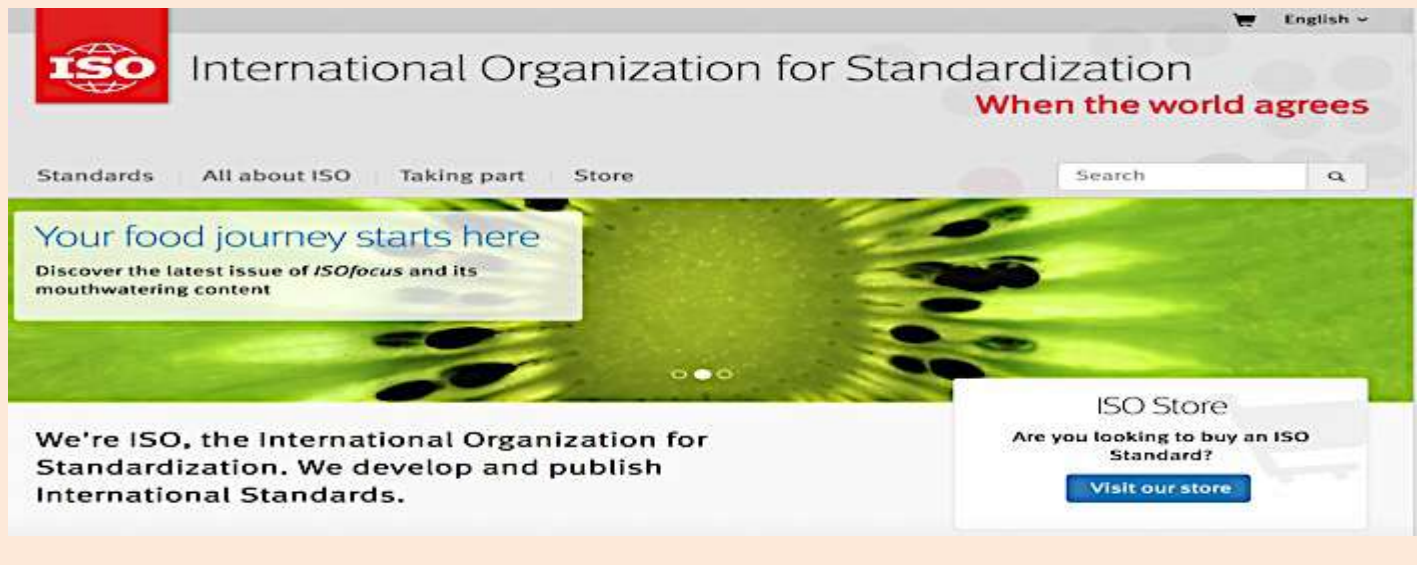 English
ISO
International Organization for Standardization
When the world agrees
Standards
All about ISO
Taking part
Store
Search
Your food journey starts here
Discover the latest issue of ISOfocus and its
mouthwatering content
We're ISO, the International Organization for
Standardization. We develop and publish
International Standards.
ISO Store
Are you looking to buy an ISO
Standard?
Visit our store